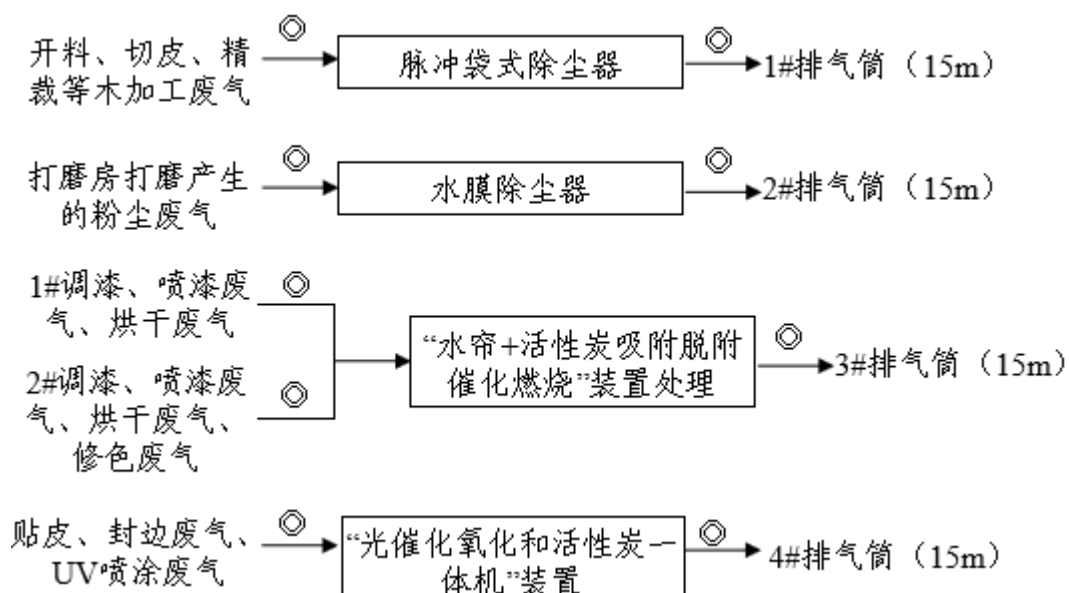 开料、切皮、精
裁等木加工废气
脉冲袋式除尘器
1#排气筒（15m）
打磨房打磨产生
的粉尘废气
水膜除尘器
2#排气筒（15m）
1#调漆、喷漆废
气、烘干废气
2#调漆、喷漆废
气、烘干废气、
修色废气
“水帘+活性炭吸附脱附
催化燃烧”装置处理
3#排气筒（15m）
贴皮、封边废气、
UV喷涂废气
“光催化氧化和活性炭一
体机”装置
4#排气筒（15m）